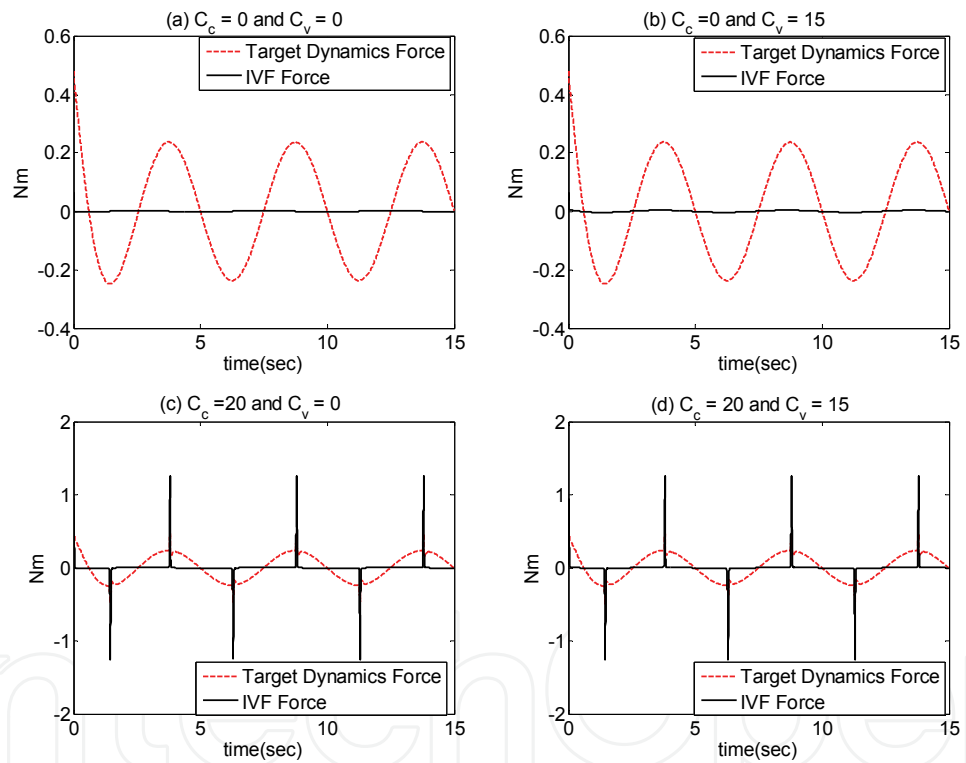 (a) C_c = 0 and C_v = 0
0.6
0.4
0.2
0
-0.2
-0.4
Nm
Target Dynamics Force
IVF Force
0 5 10 15
time(sec)
(b) C_c =0 and C_v = 15
0.6
0.4
0.2
0
-0.2
-0.4
Nm
Target Dynamics Force
IVF Force
0 5 10 15
time(sec)
(c) C_c =20 and C_v = 0
2
1
0
-1
-2
Nm
Target Dynamics Force
IVF Force
0 5 10 15
time(sec)
(d) C_c = 20 and C_v = 15
2
1
0
-1
-2
Nm
Target Dynamics Force
IVF Force
0 5 10 15
time(sec)